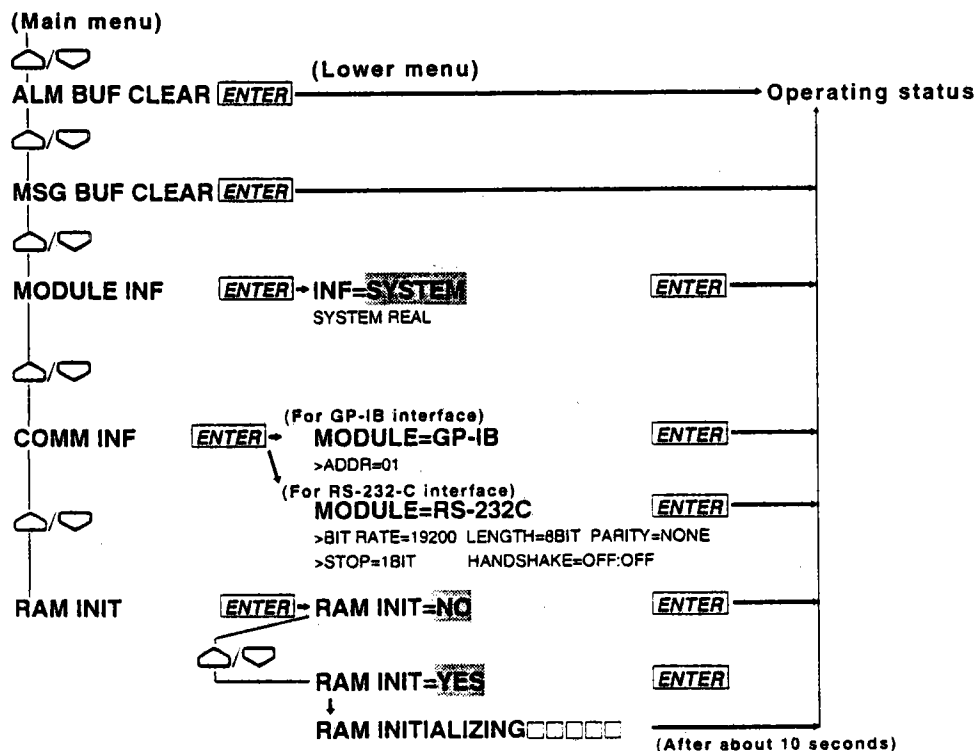 (Main menu)
/
(Lower menu)
ALM BUF CLEAR ENTER Operating status
/
MSG BUF CLEAR ENTER
/
MODULE INF ENTER INF=SYSTEM ENTER
SYSTEM REAL
/
(For GP-IB interface)
COMM INF ENTER MODULE=GP-IB ENTER
>ADDR=01
(For RS-232-C interface)
/ MODULE=RS-232C ENTER
>BIT RATE=19200 LENGTH=8BIT PARITY=NONE
>STOP=1BIT HANDSHAKE=OFF:OFF
RAM INIT ENTER RAM INIT=NO ENTER
/
RAM INIT=YES ENTER
RAM INITIALIZING□□□□□
(After about 10 seconds)